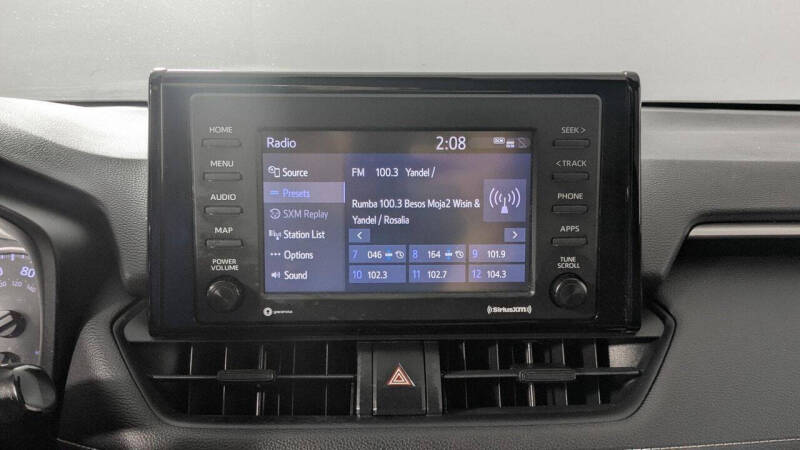 HOME
MENU
AUDIO
MAP
POWER
VOLUME
Radio 2:08
Source
Presets
SXM Replay
Station List
Options
Sound
FM 100.3 Yandel /
Rumba 100.3 Besos Moja2 Wisin &
Yandel / Rosalia
< >
7 046 8 164 9 101.9
10 102.3 11 102.7 12 104.3
SEEK >
< TRACK
PHONE
APPS
TUNE
SCROLL
gracenote
((SiriusXM))
80